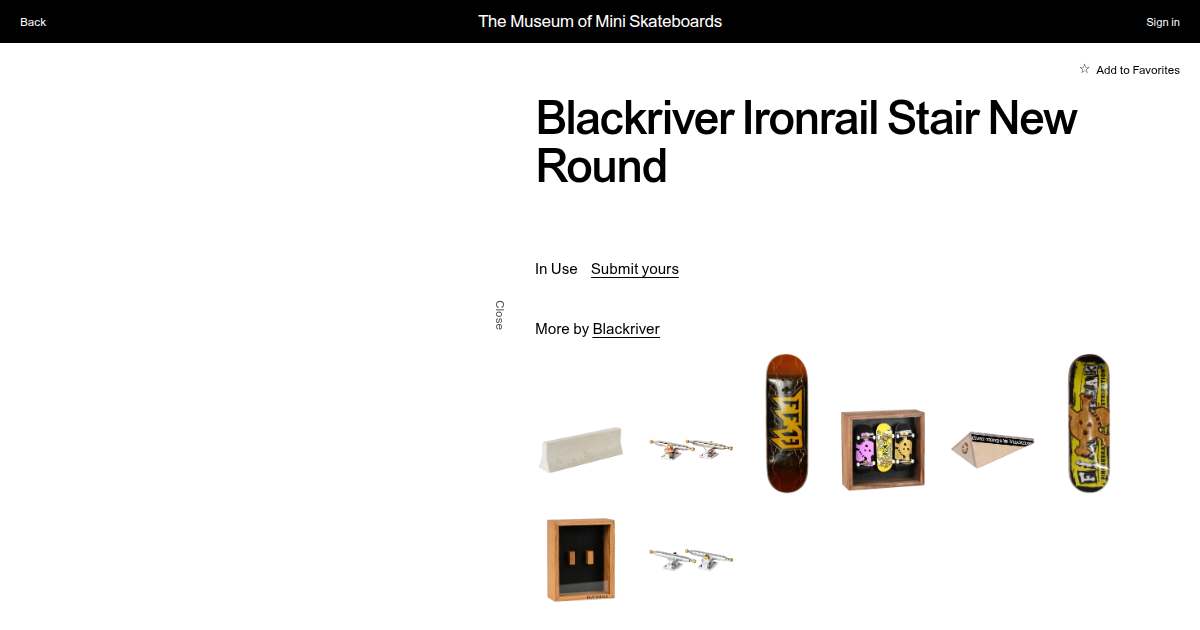 Back
The Museum of Mini Skateboards
Sign in
☆ Add to Favorites
Blackriver Ironrail Stair New
Round
In Use
Submit yours
Close
More by Blackriver